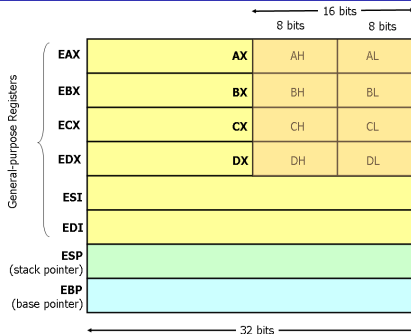 16 bits
8 bits 8 bits
General-purpose Registers
EAX AX AH AL
EBX BX BH BL
ECX CX CH CL
EDX DX DH DL
ESI
EDI
ESP
(stack pointer)
EBP
(base pointer)
32 bits